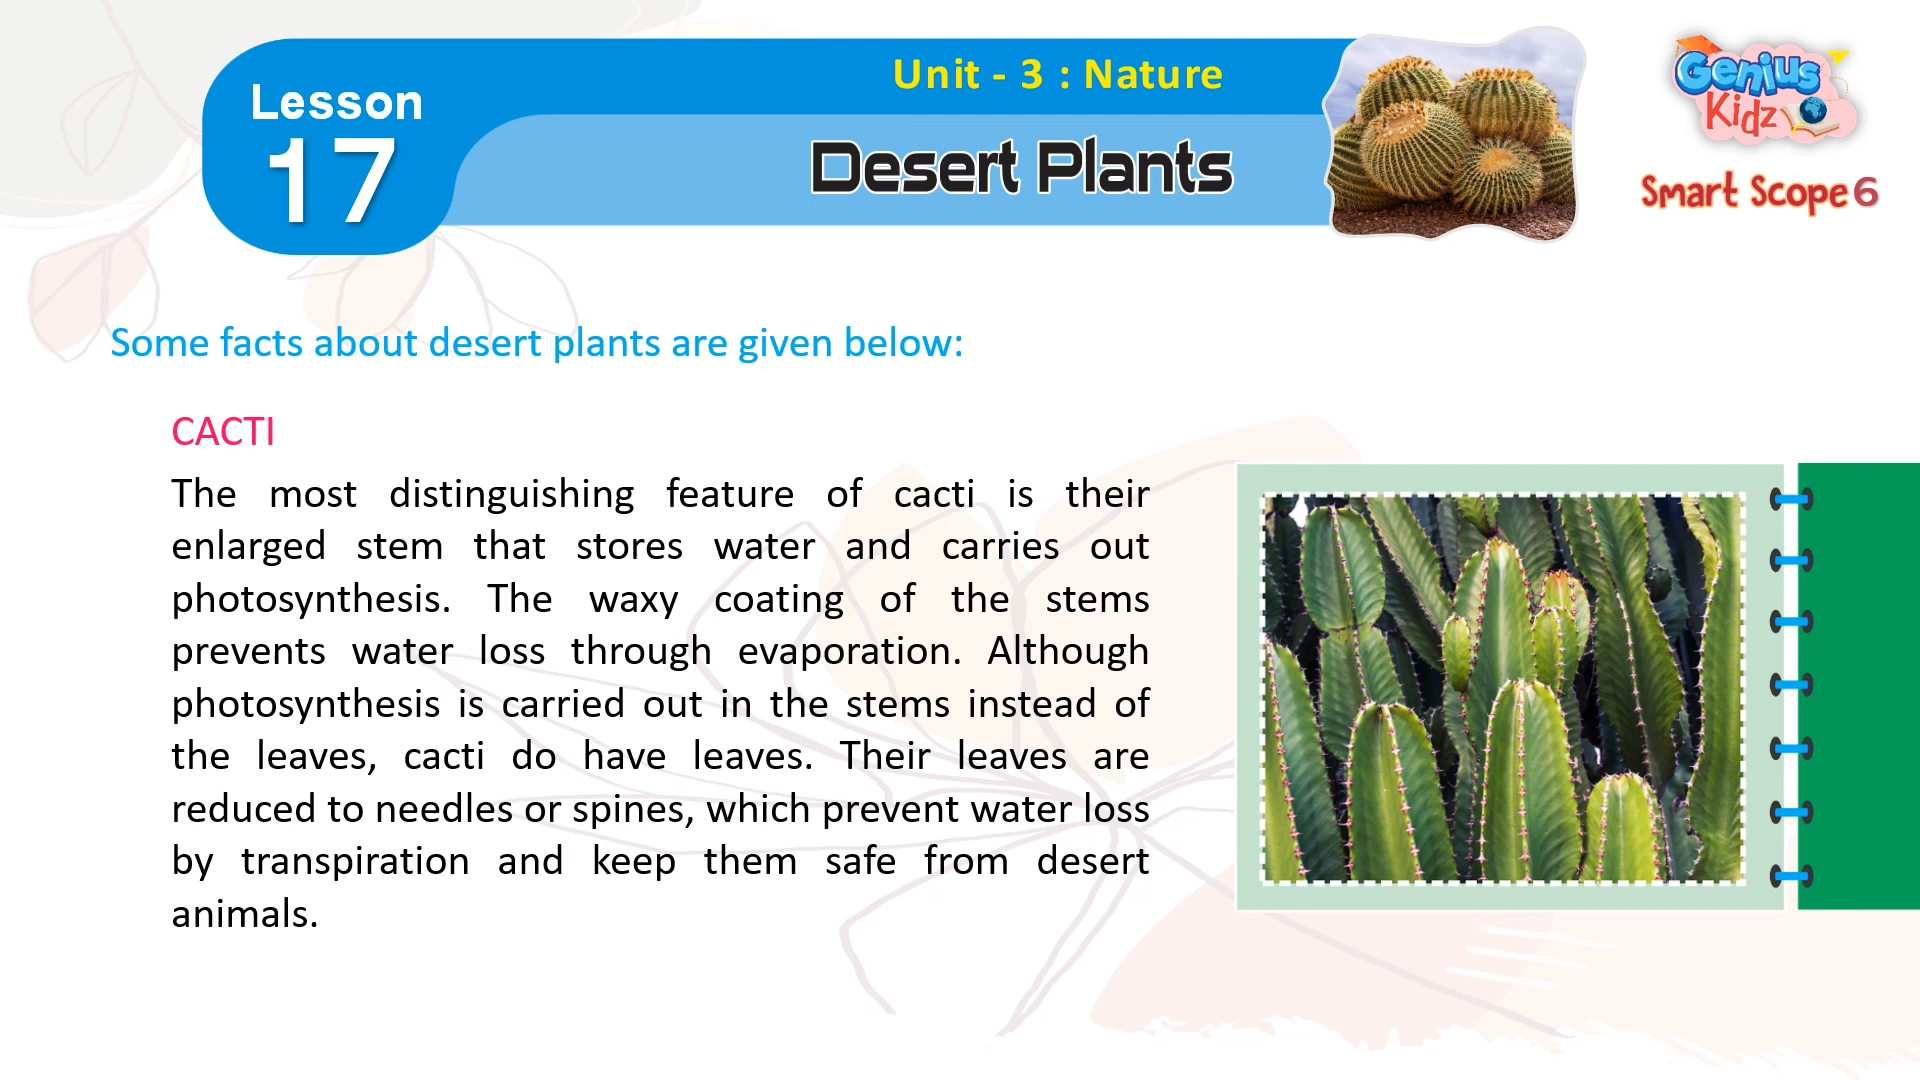 Unit - 3 : Nature
Lesson
17
Desert Plants
Genius
Kidz
Smart Scope 6
Some facts about desert plants are given below:
CACTI
The most distinguishing feature of cacti is their
enlarged stem that stores water and carries out
photosynthesis. The waxy coating of the stems
prevents water loss through evaporation. Although
photosynthesis is carried out in the stems instead of
the leaves, cacti do have leaves. Their leaves are
reduced to needles or spines, which prevent water loss
by transpiration and keep them safe from desert
animals.